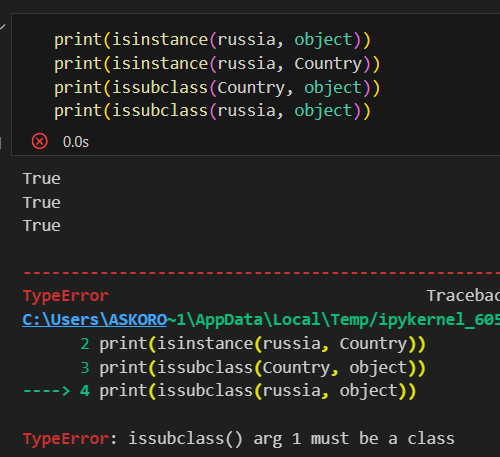 print(isinstance(russia, object))
print(isinstance(russia, Country))
print(issubclass(Country, object))
print(issubclass(russia, object))
0.0s
True
True
True
---------------------------------------------------
TypeError Traceba
C:\Users\ASKORO~1\AppData\Local\Temp/ipykernel_605
2 print(isinstance(russia, Country))
3 print(issubclass(Country, object))
----> 4 print(issubclass(russia, object))
TypeError: issubclass() arg 1 must be a class